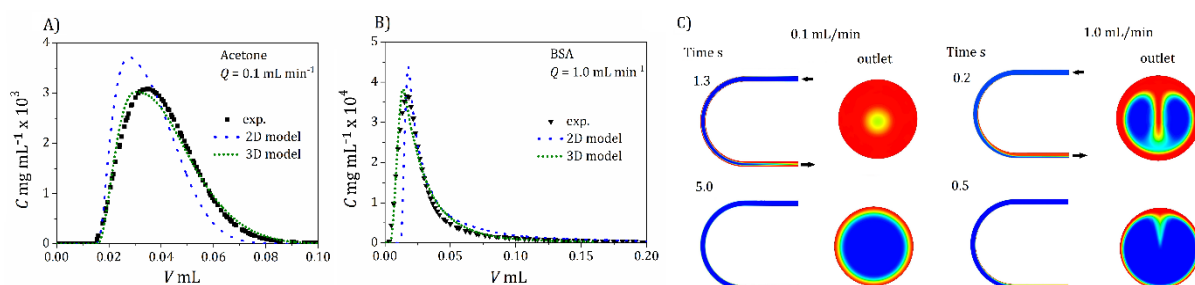 A)
Acetone
Q = 0.1 mL min⁻¹
exp.
2D model
3D model
C mg mL⁻¹ x 10³
4
3
2
1
0
0.00 0.02 0.04 0.06 0.08 0.10
V mL
B)
BSA
Q = 1.0 mL min⁻¹
exp.
2D model
3D model
C mg mL⁻¹ x 10⁴
5
4
3
2
1
0
0.00 0.05 0.10 0.15 0.20
V mL
C)
0.1 mL/min
Time s
outlet
1.3
5.0
1.0 mL/min
Time s
outlet
0.2
0.5